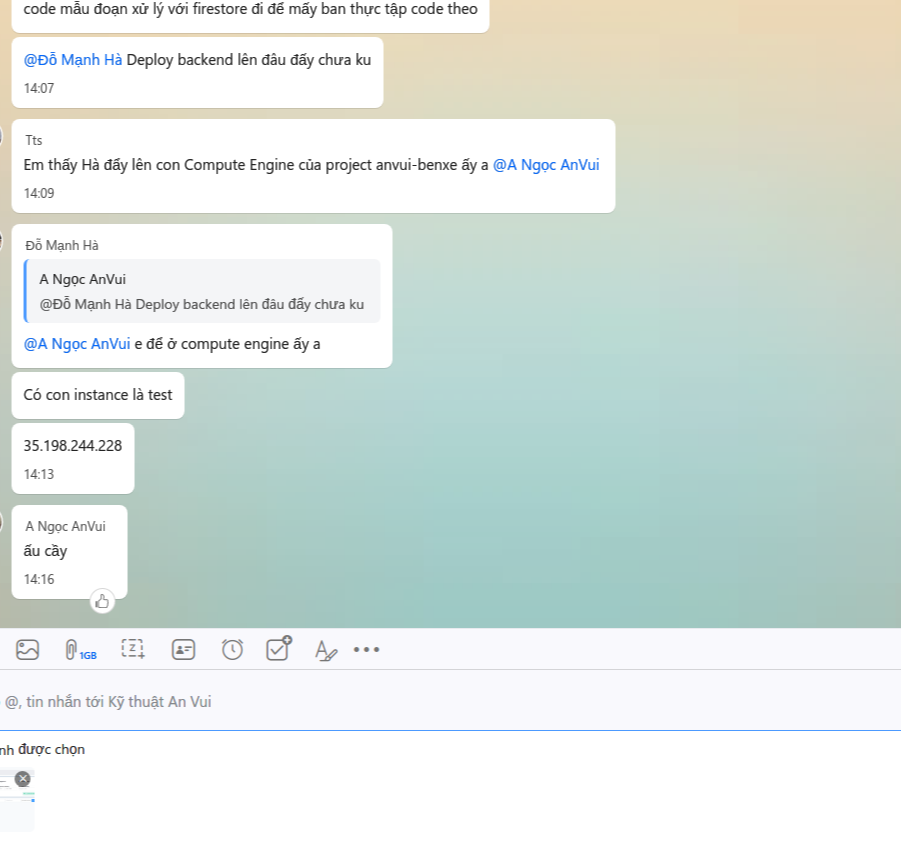 code mẫu đoạn xử lý với firestore đi để mấy ban thực tập code theo
@Đỗ Mạnh Hà Deploy backend lên đâu đấy chưa ku
14:07
Tts
Em thấy Hà đẩy lên con Compute Engine của project anvui-benxe ấy a @A Ngọc AnVui
14:09
Đỗ Mạnh Hà
A Ngọc AnVui
@Đỗ Mạnh Hà Deploy backend lên đâu đấy chưa ku
@A Ngọc AnVui e để ở compute engine ấy a
Có con instance là test
35.198.244.228
14:13
A Ngọc AnVui
ấu cầy
14:16
1GB
@, tin nhắn tới Kỹ thuật An Vui
nh được chọn